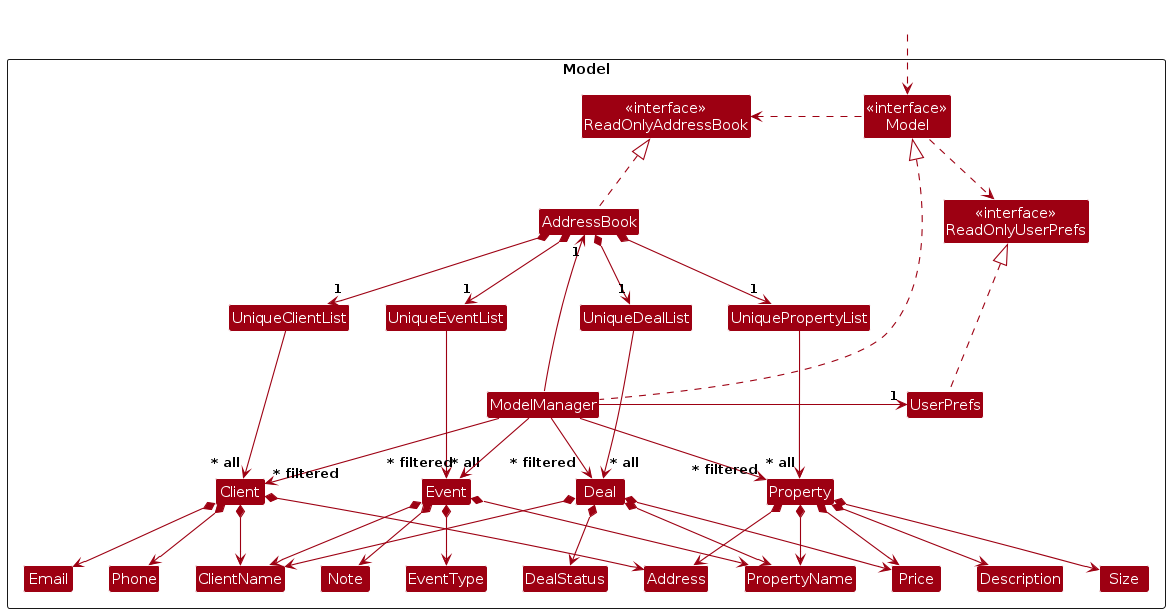 Model
«interface»
ReadOnlyAddressBook
«interface»
Model
«interface»
ReadOnlyUserPrefs
AddressBook
1
1
1
1
1
UniqueClientList
UniqueEventList
UniqueDealList
UniquePropertyList
ModelManager
1
UserPrefs
* all
* filtered
* filtered
* all
* filtered
* all
* filtered
* all
Client
Event
Deal
Property
Email
Phone
ClientName
Note
EventType
DealStatus
Address
PropertyName
Price
Description
Size